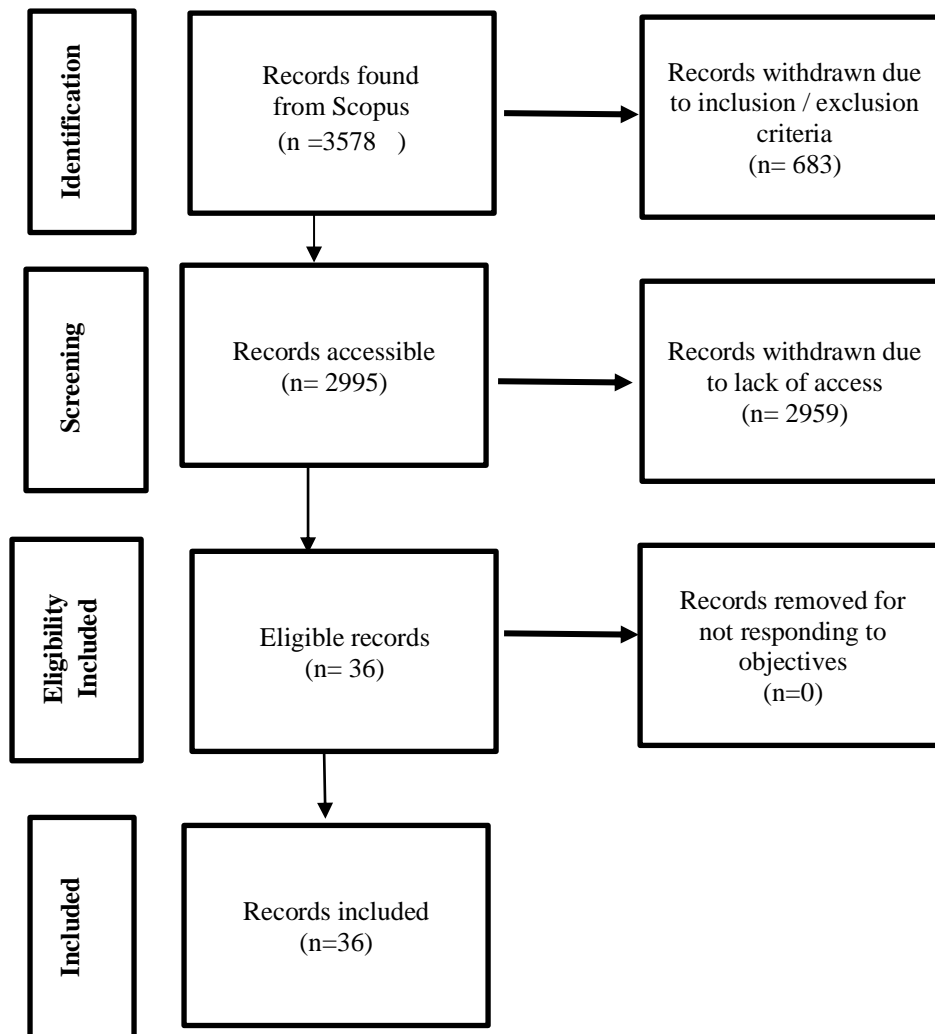 Identification
Records found
from Scopus
(n =3578 )
Records withdrawn due
to inclusion / exclusion
criteria
(n= 683)
Screening
Records accessible
(n= 2995)
Records withdrawn due
to lack of access
(n= 2959)
Eligibility
Included
Eligible records
(n= 36)
Records removed for
not responding to
objectives
(n=0)
Included
Records included
(n=36)